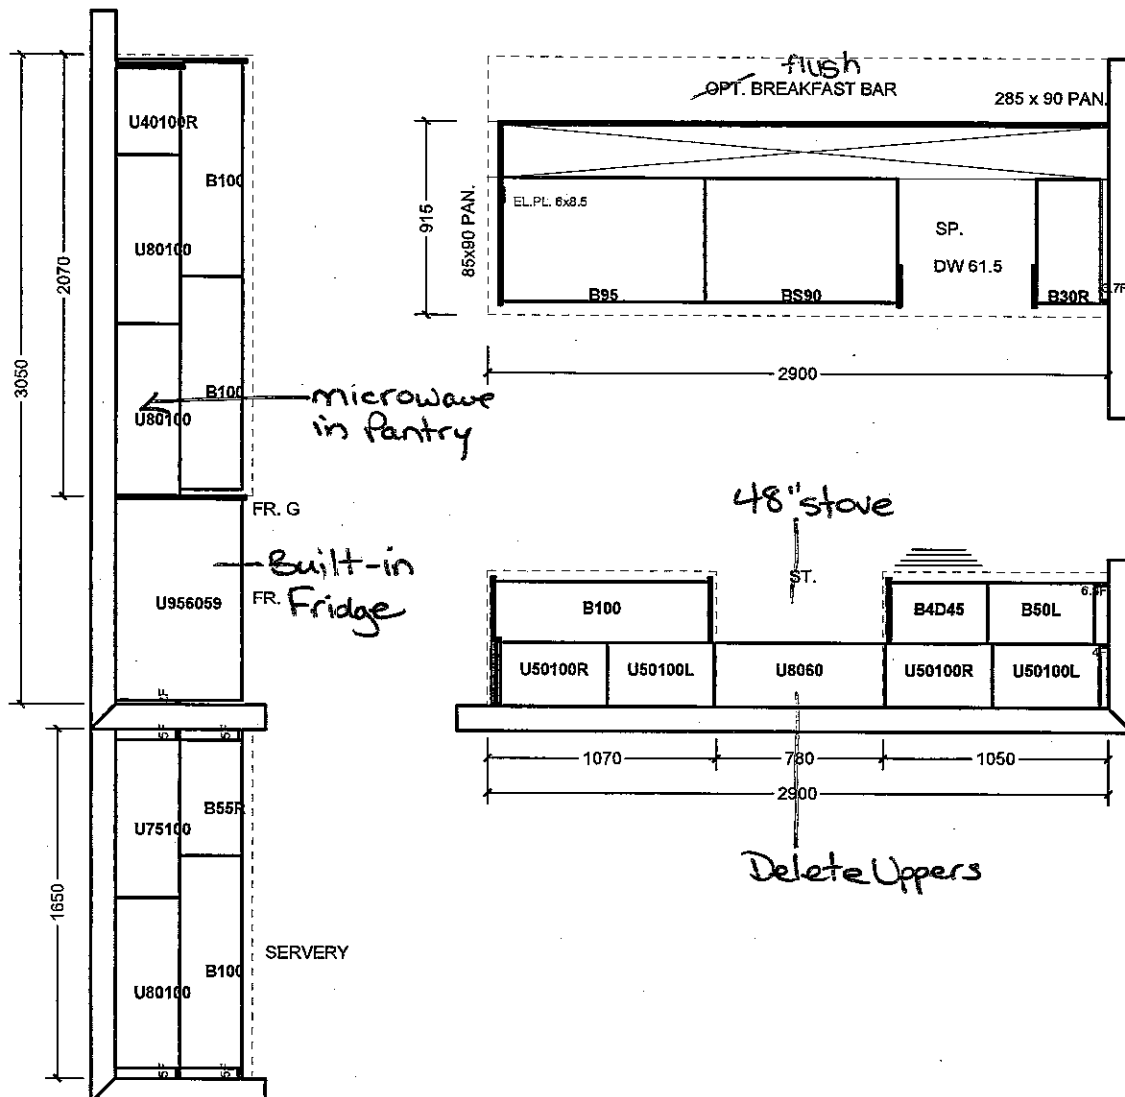 flush
OPT. BREAKFAST BAR
285 x 90 PAN.
U40100R
B100
EL.PL. 6x8.5
915
85x90 PAN.
SP.
DW 61.5
U80100
2070
B95
BS90
B30R
3050
2900
B100
U80100
microwave
in Pantry
FR. G
48" stove
Built-in
FR. Fridge
U956059
ST.
B100
B4D45
B50L
U50100R
U50100L
U8060
U50100R
U50100L
1070
780
1050
2900
B55R
U75100
Delete Uppers
1650
SERVERY
B100
U80100